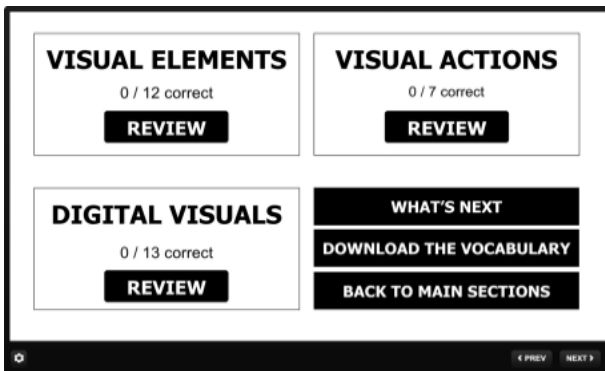 VISUAL ELEMENTS
0 / 12 correct
REVIEW
VISUAL ACTIONS
0 / 7 correct
REVIEW
DIGITAL VISUALS
0 / 13 correct
REVIEW
WHAT'S NEXT
DOWNLOAD THE VOCABULARY
BACK TO MAIN SECTIONS
PREV
NEXT